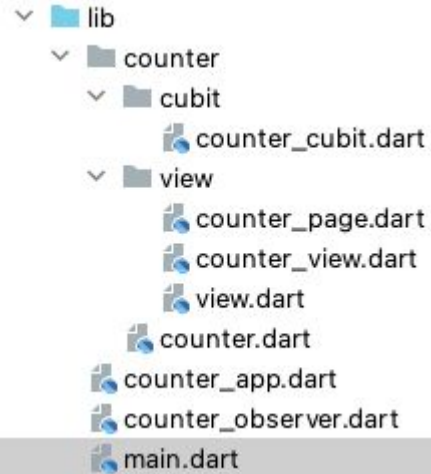 lib
counter
cubit
counter_cubit.dart
view
counter_page.dart
counter_view.dart
view.dart
counter.dart
counter_app.dart
counter_observer.dart
main.dart